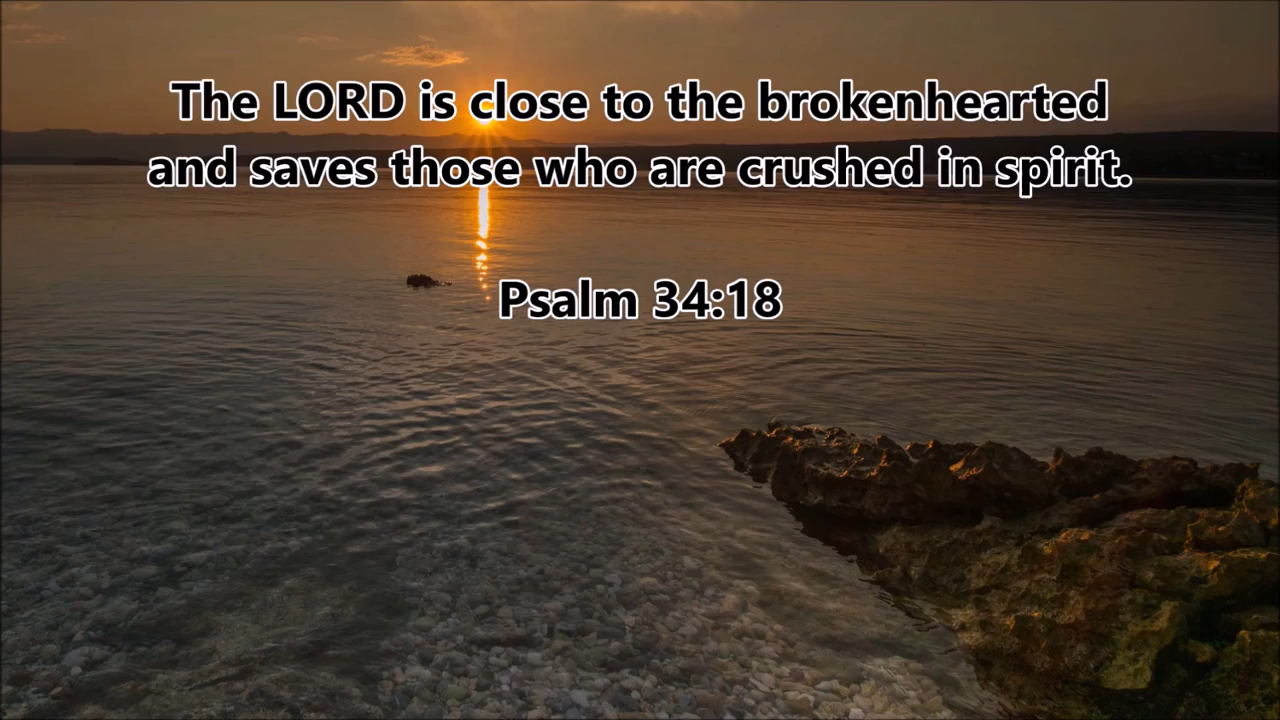 The LORD is close to the brokenhearted
and saves those who are crushed in spirit.
Psalm 34:18